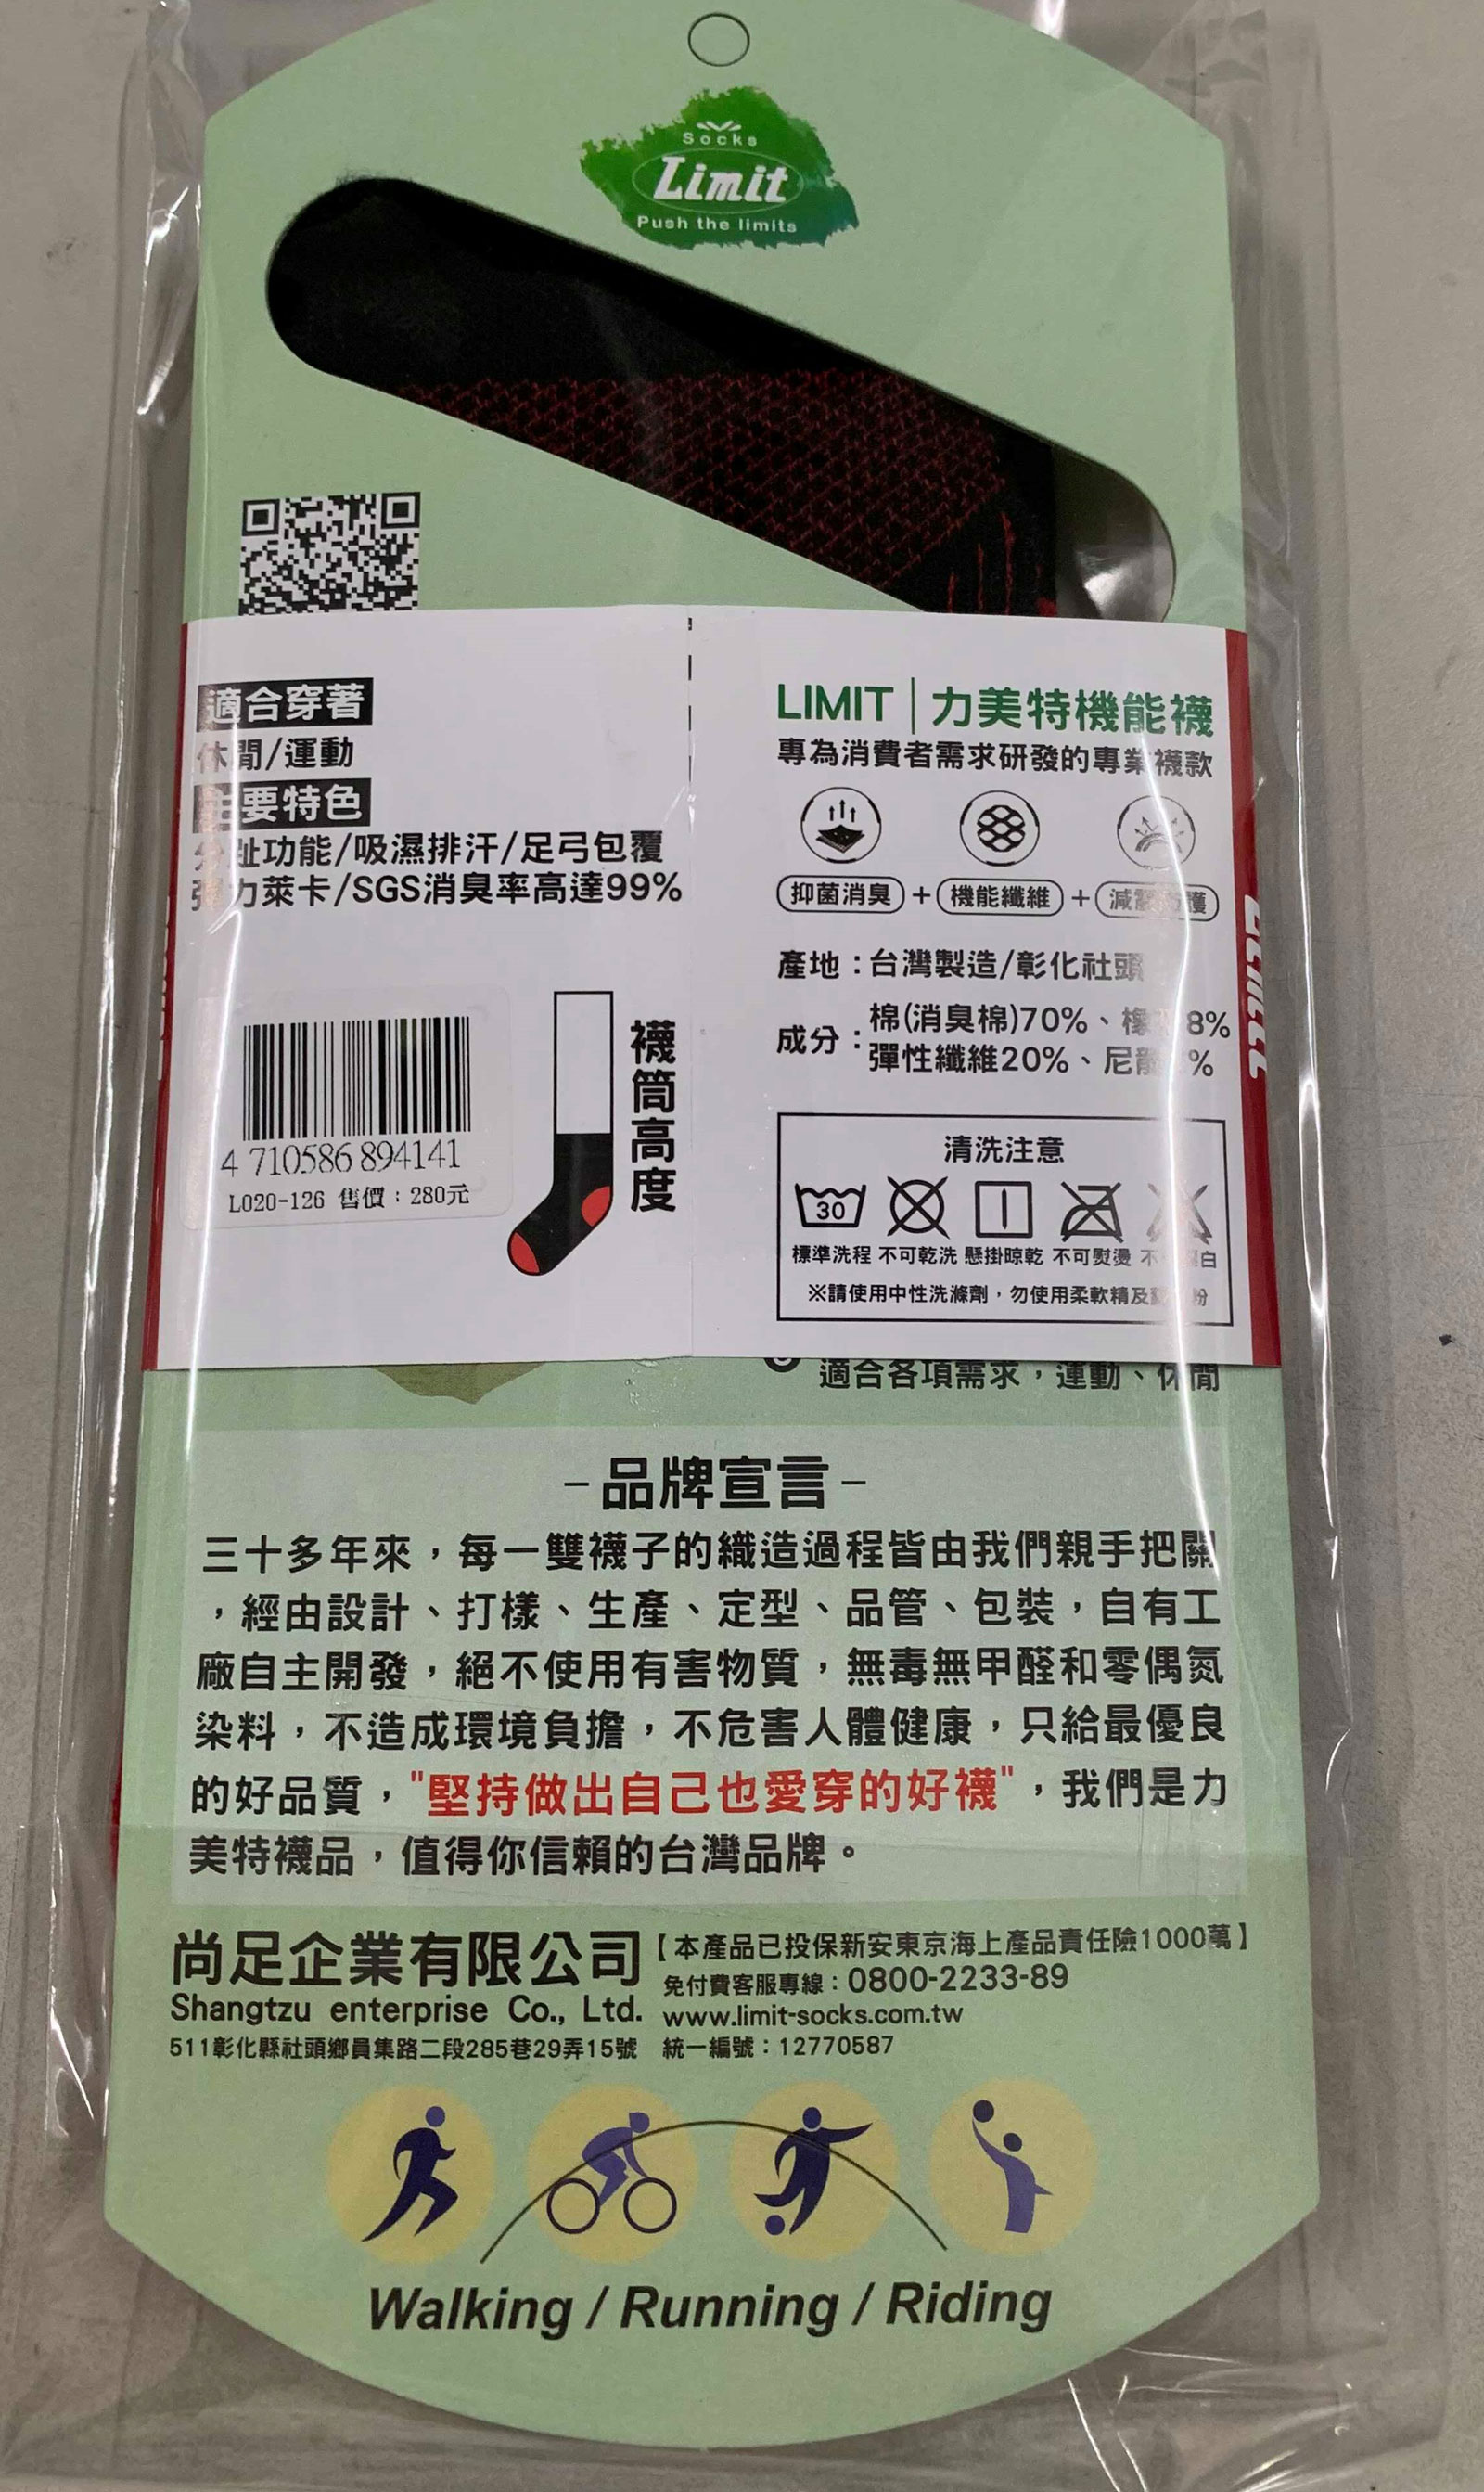 Socks
Limit
Push the limits
適合穿著
休閒/運動
主要特色
分趾功能/吸濕排汗/足弓包覆
彈力萊卡/SGS消臭率高達99%
4 710586 894141
L020-126 售價：280元
襪筒高度
LIMIT | 力美特機能襪
專為消費者需求研發的專業襪款
抑菌消臭 + 機能纖維 + 減
護
產地：台灣製造/彰化社頭
成分：
棉(消臭棉)70%、橡 8%
彈性纖維20%、尼龍 %
清洗注意
30
標準洗程 不可乾洗 懸掛晾乾 不可熨燙 不 白
※請使用中性洗滌劑，勿使用柔軟精及 粉
適合各項需求，運動、休閒
-品牌宣言-
三十多年來，每一雙襪子的織造過程皆由我們親手把關
，經由設計、打樣、生產、定型、品管、包裝，自有工
廠自主開發，絕不使用有害物質，無毒無甲醛和零偶氮
染料，不造成環境負擔，不危害人體健康，只給最優良
的好品質，"堅持做出自己也愛穿的好襪"，我們是力
美特襪品，值得你信賴的台灣品牌。
尚足企業有限公司
Shangtzu enterprise Co., Ltd.
511彰化縣社頭鄉員集路二段285巷29弄15號
【本產品已投保新安東京海上產品責任險1000萬】
免付費客服專線：0800-2233-89
www.limit-socks.com.tw
統一編號：12770587
Walking / Running / Riding